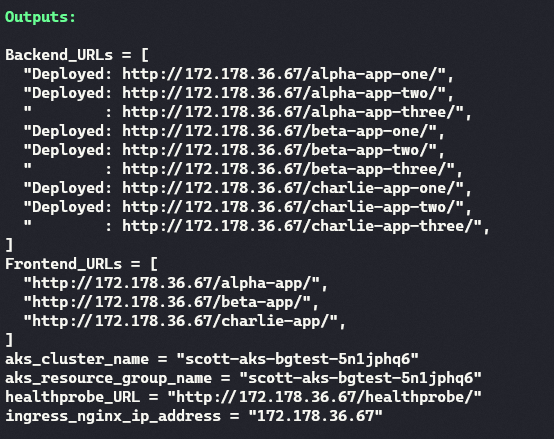 Outputs:

Backend_URLs = [
  "Deployed: http://172.178.36.67/alpha-app-one/",
  "Deployed: http://172.178.36.67/alpha-app-two/",
  "        : http://172.178.36.67/alpha-app-three/",
  "Deployed: http://172.178.36.67/beta-app-one/",
  "Deployed: http://172.178.36.67/beta-app-two/",
  "        : http://172.178.36.67/beta-app-three/",
  "Deployed: http://172.178.36.67/charlie-app-one/",
  "Deployed: http://172.178.36.67/charlie-app-two/",
  "        : http://172.178.36.67/charlie-app-three/",
]
Frontend_URLs = [
  "http://172.178.36.67/alpha-app/",
  "http://172.178.36.67/beta-app/",
  "http://172.178.36.67/charlie-app/",
]
aks_cluster_name = "scott-aks-bgtest-5n1jphq6"
aks_resource_group_name = "scott-aks-bgtest-5n1jphq6"
healthprobe_URL = "http://172.178.36.67/healthprobe/"
ingress_nginx_ip_address = "172.178.36.67"